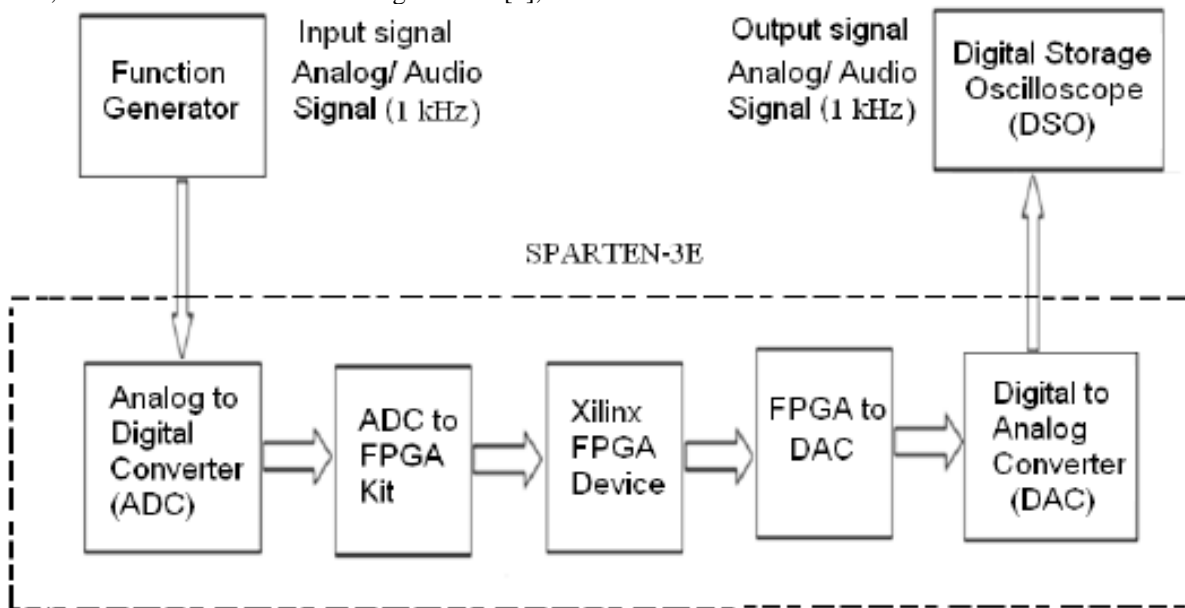 Function
Generator
Input signal
Analog/ Audio
Signal (1 kHz)
Output signal
Analog/ Audio
Signal (1 kHz)
Digital Storage
Oscilloscope
(DSO)
SPARTEN-3E
Analog to
Digital
Converter
(ADC)
ADC to
FPGA
Kit
Xilinx
FPGA
Device
FPGA to
DAC
Digital to
Analog
Converter
(DAC)